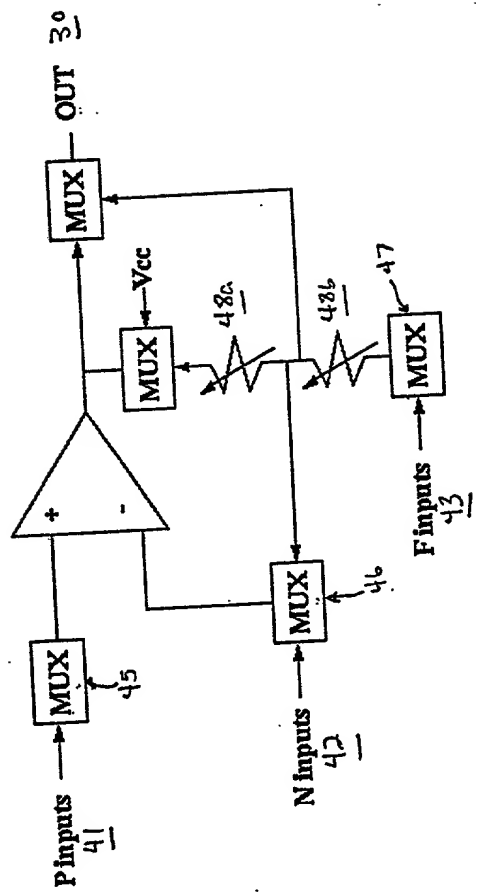 P inputs
41
MUX
45
N inputs
42
MUX
46
+
-
F inputs
43
MUX
47
MUX
Vcc
48a
48b
MUX
OUT
30